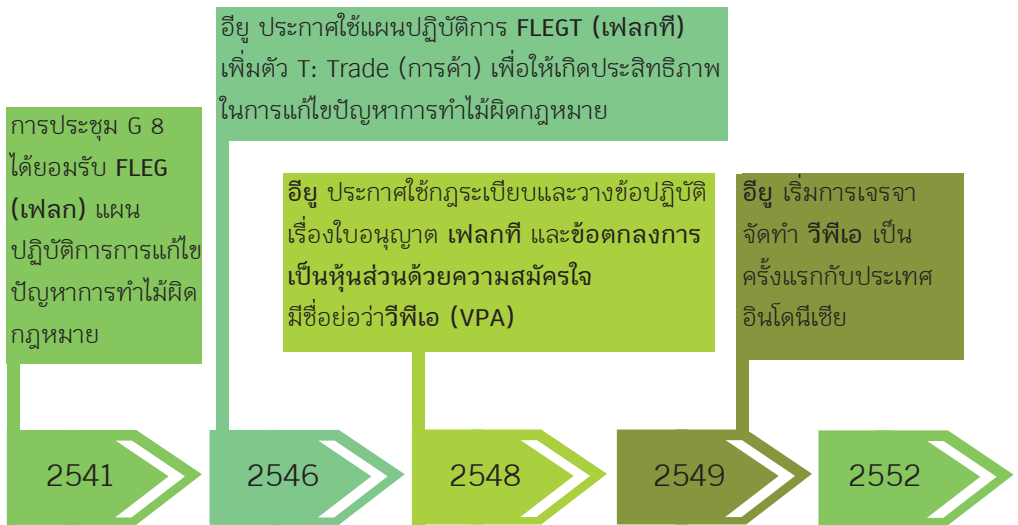 การประชุม G 8
ได้ยอมรับ FLEG
(เฟลก) แผน
ปฏิบัติการการแก้ไข
ปัญหาการทำไม้ผิด
กฎหมาย
อียู ประกาศใช้แผนปฏิบัติการ FLEGT (เฟลกที)
เพิ่มตัว T: Trade (การค้า) เพื่อให้เกิดประสิทธิภาพ
ในการแก้ไขปัญหาการทำไม้ผิดกฎหมาย
อียู ประกาศใช้กฎระเบียบและวางข้อปฏิบัติ
เรื่องใบอนุญาต เฟลกที และข้อตกลงการ
เป็นหุ้นส่วนด้วยความสมัครใจ
มีชื่อย่อว่าวีพีเอ (VPA)
อียู เริ่มการเจรจา
จัดทำ วีพีเอ เป็น
ครั้งแรกกับประเทศ
อินโดนีเซีย
2541
2546
2548
2549
2552